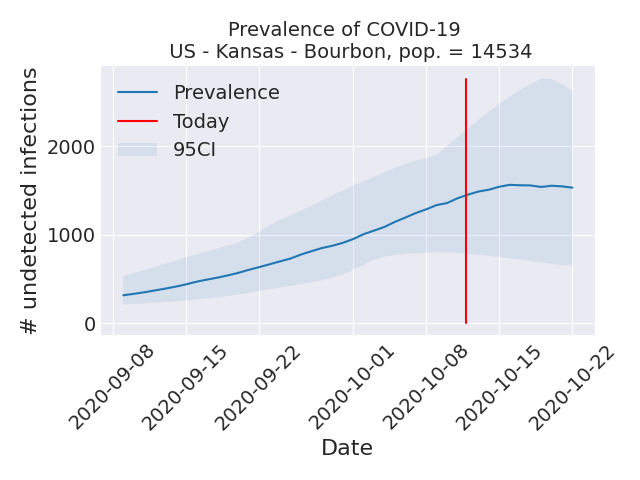 Prevalence of COVID-19
US - Kansas - Bourbon, pop. = 14534
# undetected infections
2000
1000
0
Prevalence
Today
95CI
2020-09-08
2020-09-15
2020-09-22
2020-10-01
2020-10-08
2020-10-15
2020-10-22
Date